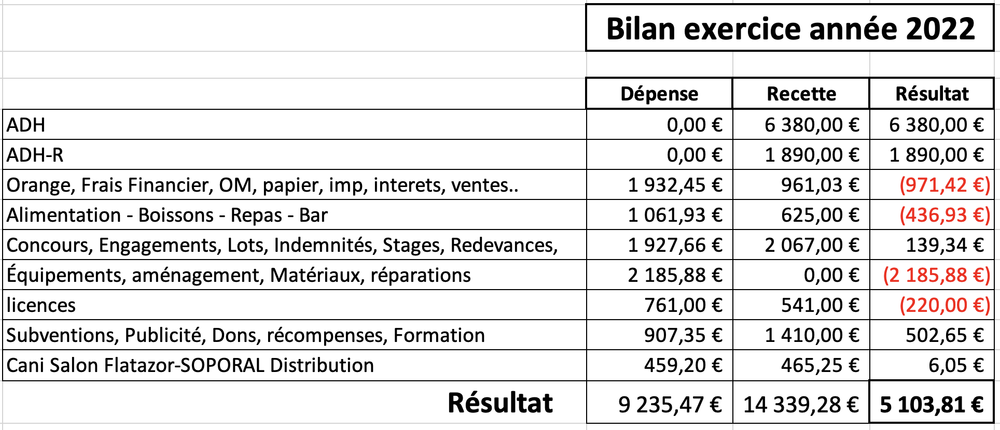 Bilan exercice année 2022
Dépense Recette Résultat
ADH 0,00 € 6 380,00 € 6 380,00 €
ADH-R 0,00 € 1 890,00 € 1 890,00 €
Orange, Frais Financier, OM, papier, imp, interets, ventes.. 1 932,45 € 961,03 € (971,42 €)
Alimentation - Boissons - Repas - Bar 1 061,93 € 625,00 € (436,93 €)
Concours, Engagements, Lots, Indemnités, Stages, Redevances, 1 927,66 € 2 067,00 € 139,34 €
Équipements, aménagement, Matériaux, réparations 2 185,88 € 0,00 € (2 185,88 €)
licences 761,00 € 541,00 € (220,00 €)
Subventions, Publicité, Dons, récompenses, Formation 907,35 € 1 410,00 € 502,65 €
Cani Salon Flatazor-SOPORAL Distribution 459,20 € 465,25 € 6,05 €
Résultat 9 235,47 € 14 339,28 € 5 103,81 €